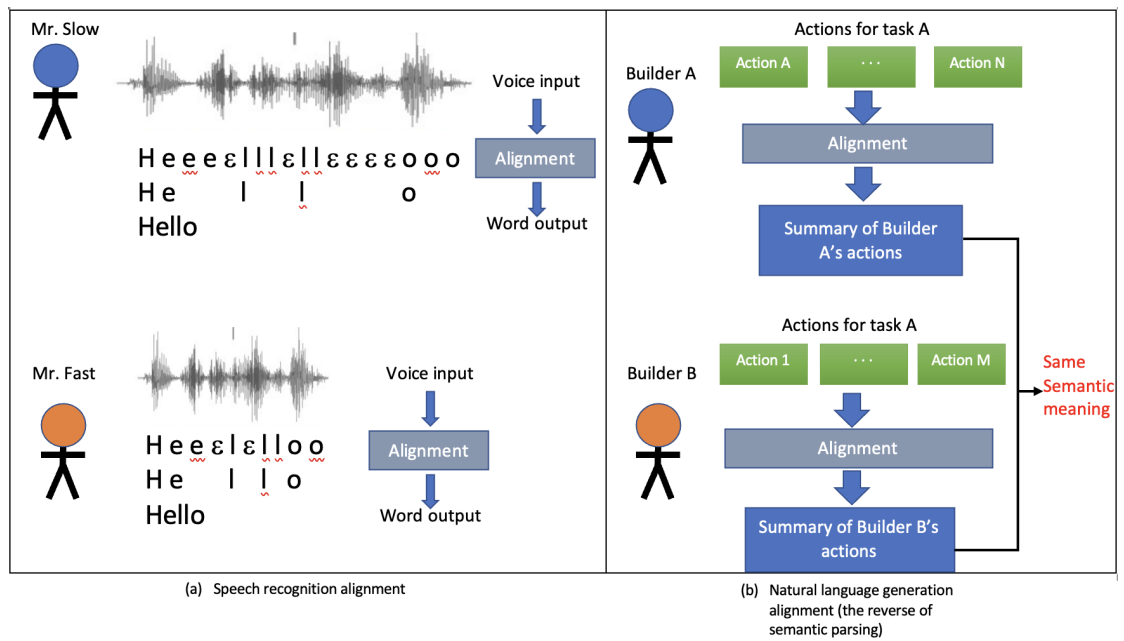 Mr. Slow
Voice input
H e e e ε l l l ε l l ε ε ε ε o o o
Alignment
H e l l o
Hello
Word output
Mr. Fast
Voice input
H e e ε l ε l l o o
Alignment
H e l l o
Hello
Word output
(a) Speech recognition alignment
Actions for task A
Builder A
Action A
. . .
Action N
Alignment
Summary of Builder
A’s actions
Actions for task A
Builder B
Action 1
. . .
Action M
Alignment
Summary of Builder B’s
actions
Same
Semantic
meaning
(b) Natural language generation
alignment (the reverse of
semantic parsing)